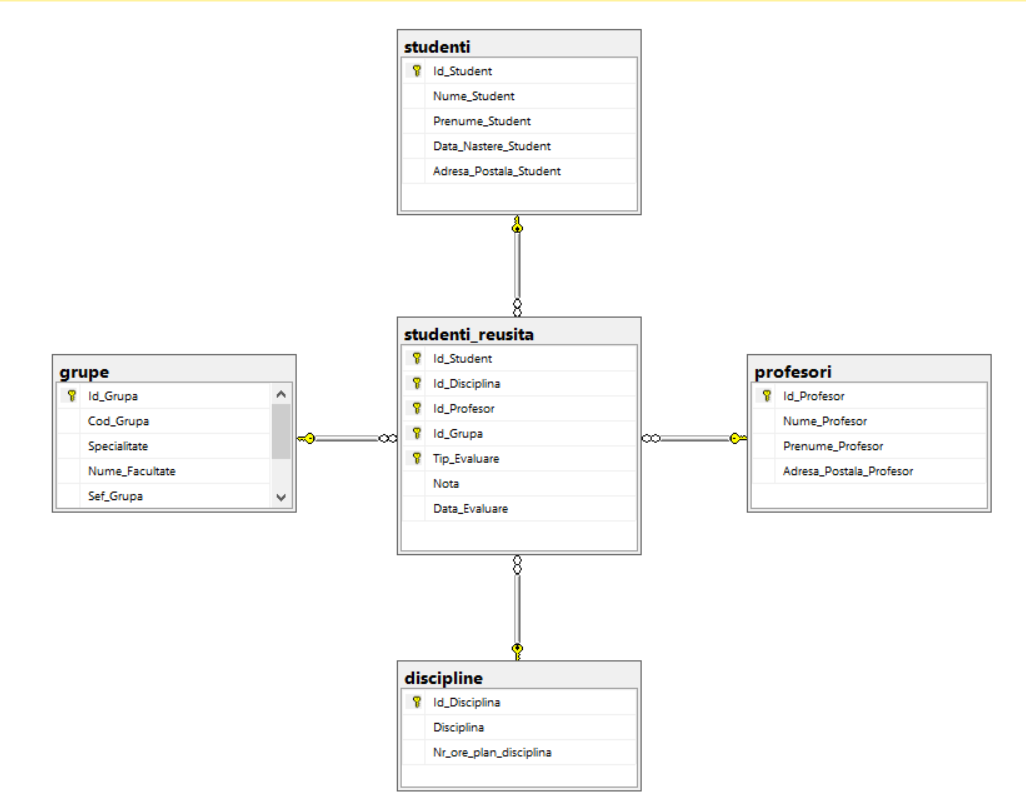 studenti
Id_Student
Nume_Student
Prenume_Student
Data_Nastere_Student
Adresa_Postala_Student
studenti_reusita
Id_Student
Id_Disciplina
Id_Profesor
Id_Grupa
Tip_Evaluare
Nota
Data_Evaluare
grupe
Id_Grupa
Cod_Grupa
Specialitate
Nume_Facultate
Sef_Grupa
profesori
Id_Profesor
Nume_Profesor
Prenume_Profesor
Adresa_Postala_Profesor
discipline
Id_Disciplina
Disciplina
Nr_ore_plan_disciplina